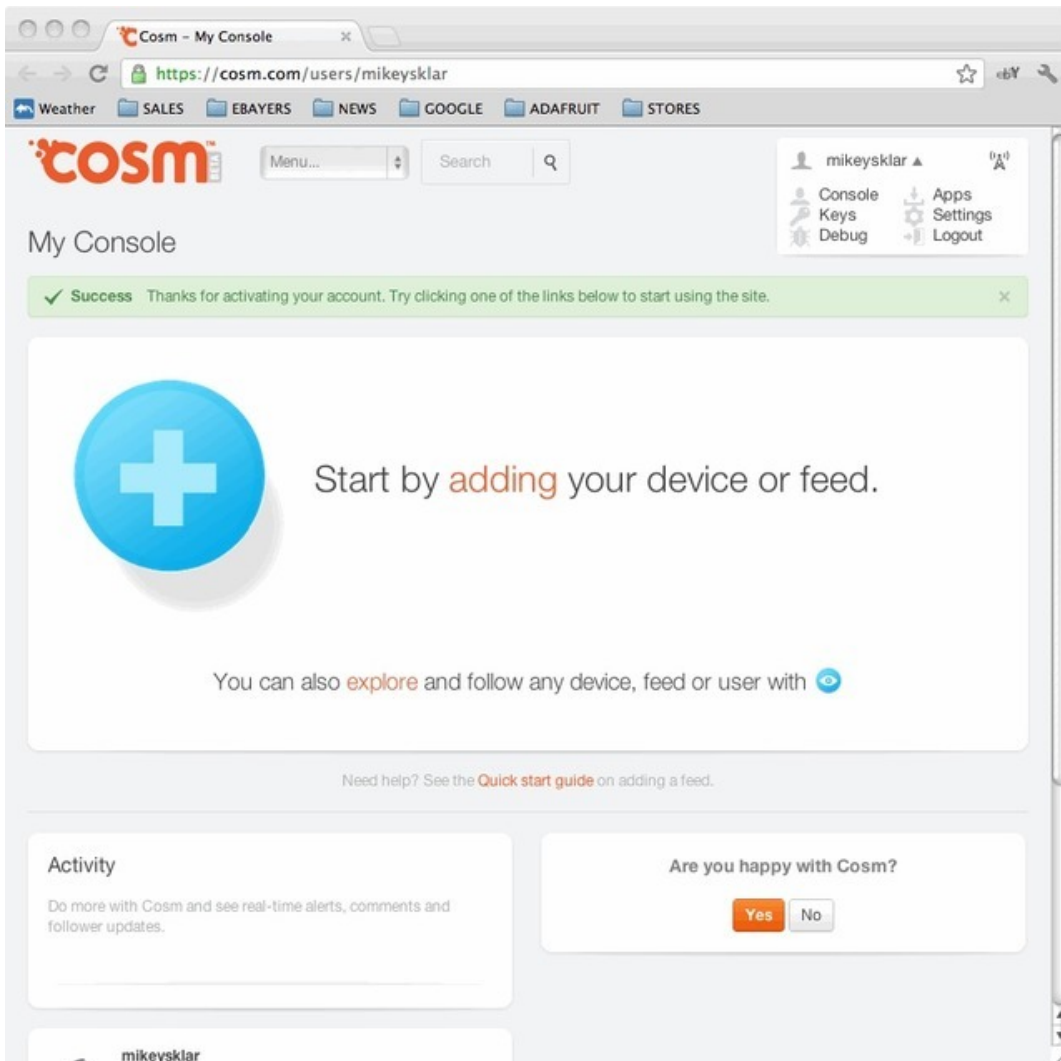 Cosm – My Console
https://cosm.com/users/mikeysklar
Weather SALES EBAYERS NEWS GOOGLE ADAFRUIT STORES
cosm™
Menu...
Search
mikeysklar
Console Apps
Keys Settings
Debug Logout
My Console
Success Thanks for activating your account. Try clicking one of the links below to start using the site.
Start by adding your device or feed.
You can also explore and follow any device, feed or user with
Need help? See the Quick start guide on adding a feed.
Activity
Do more with Cosm and see real-time alerts, comments and
follower updates.
Are you happy with Cosm?
Yes No
mikeysklar